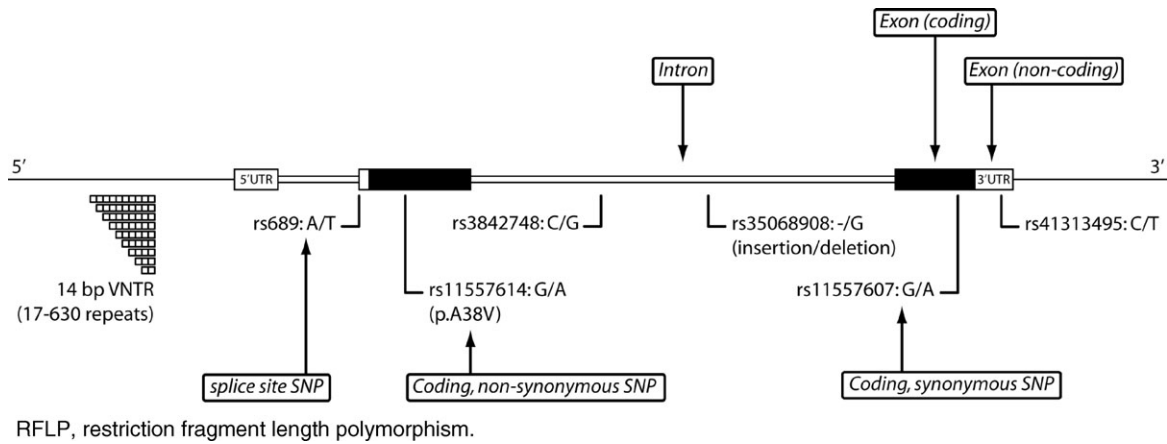 Exon (coding)
Intron
Exon (non-coding)
5′
3′
5′UTR
3′UTR
rs689: A/T
rs3842748: C/G
rs35068908: -/G
(insertion/deletion)
rs41313495: C/T
14 bp VNTR
(17-630 repeats)
rs11557614: G/A
(p.A38V)
rs11557607: G/A
splice site SNP
Coding, non-synonymous SNP
Coding, synonymous SNP
RFLP, restriction fragment length polymorphism.